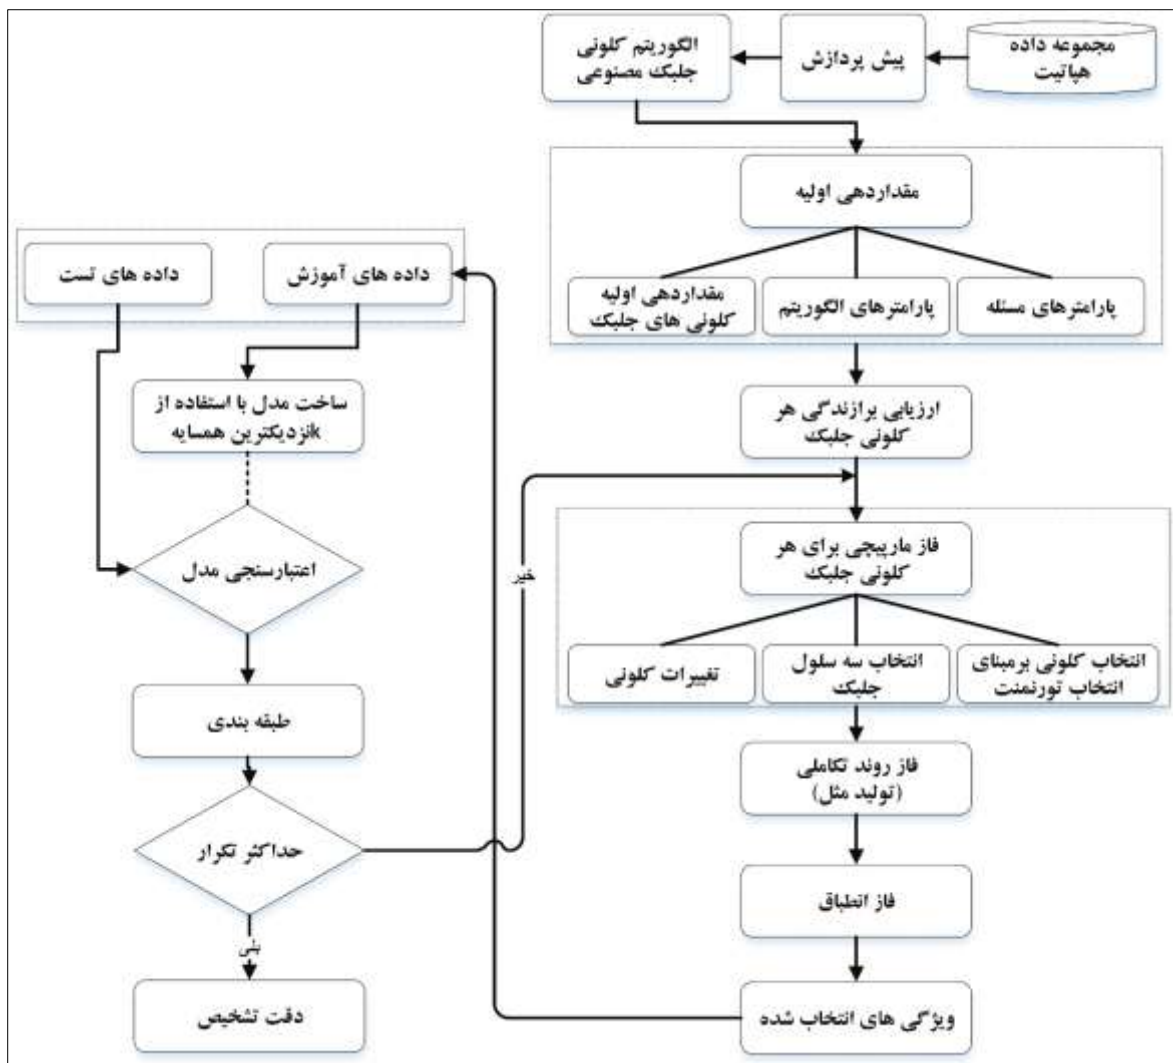 مجموعه داده
هپاتیت
پیش پردازش
الگوریتم کلونی
جلبک مصنوعی
مقداردهی اولیه
پارامترهای مسئله
پارامترهای الگوریتم
مقداردهی اولیه
کلونی های جلبک
ارزیابی برازندگی هر
کلونی جلبک
فاز مارپیچی برای هر
کلونی جلبک
انتخاب کلونی برمبنای
انتخاب تورنمنت
انتخاب سه سلول
جلبک
تغییرات کلونی
فاز روند تکاملی
(تولید مثل)
فاز انطباق
ویژگی های انتخاب شده
داده های آموزش
داده های تست
ساخت مدل با استفاده از
kنزدیکترین همسایه
اعتبارسنجی مدل
طبقه بندی
حداکثر تکرار
خیر
بلی
دقت تشخیص